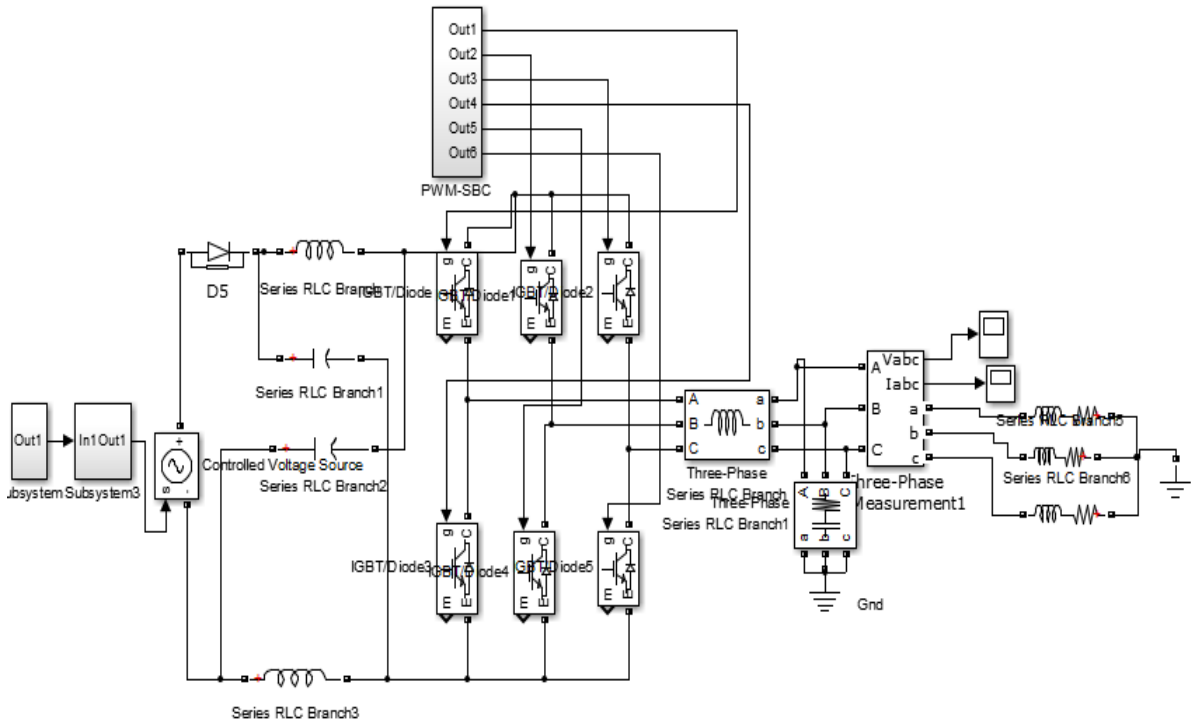 Out1
Out2
Out3
Out4
Out5
Out6
PWM-SBC
D5
Series RLC Branch
IGBT/Diode
IGBT/Diode1
IGBT/Diode2
g
C
m
E
g
C
m
E
g
C
m
E
Series RLC Branch1
Out1
In1
Out1
Subsystem3
+
s
-
Controlled Voltage Source
Series RLC Branch2
A
B
C
a
b
c
Three-Phase
Series RLC Branch
A
B
C
Vabc
Iabc
a
b
c
Three-Phase
Measurement1
Series RLC Branch5
Series RLC Branch6
Three-Phase
Series RLC Branch1
A
B
C
a
b
c
Gnd
IGBT/Diode3
IGBT/Diode4
IGBT/Diode5
g
C
m
E
g
C
m
E
g
C
m
E
Series RLC Branch3